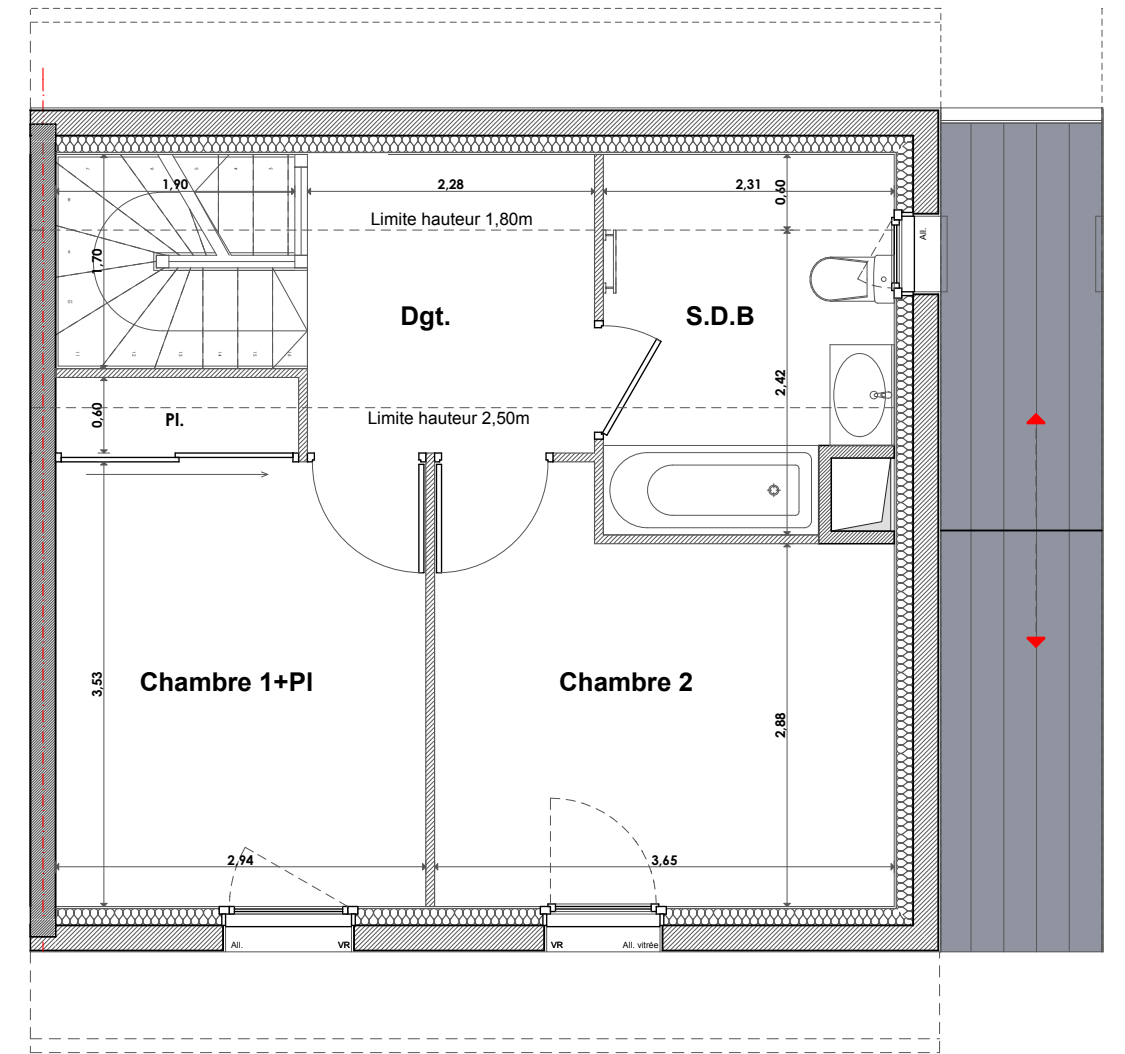 1,90
2,28
2,31
0,60
Limite hauteur 1,80m
All.
1,70
Dgt.
S.D.B
2,42
0,60
Pl.
Limite hauteur 2,50m
3,53
Chambre 1+Pl
Chambre 2
2,88
2,94
3,65
All.
VR
VR
All. vitrée